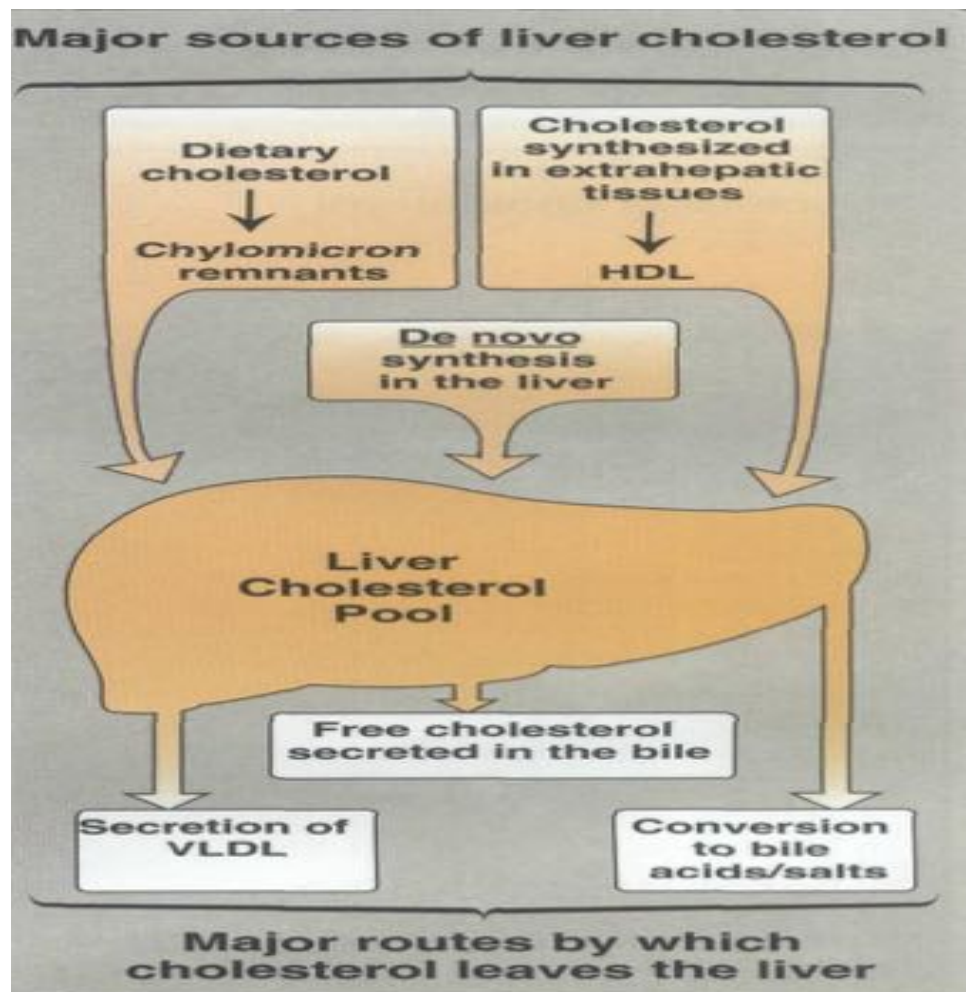 Major sources of liver cholesterol
Dietary
cholesterol
Chylomicron
remnants
Cholesterol
synthesized
in extrahepatic
tissues
HDL
De novo
synthesis
in the liver
Liver
Cholesterol
Pool
Free cholesterol
secreted in the bile
Secretion of
VLDL
Conversion
to bile
acids/salts
Major routes by which
cholesterol leaves the liver